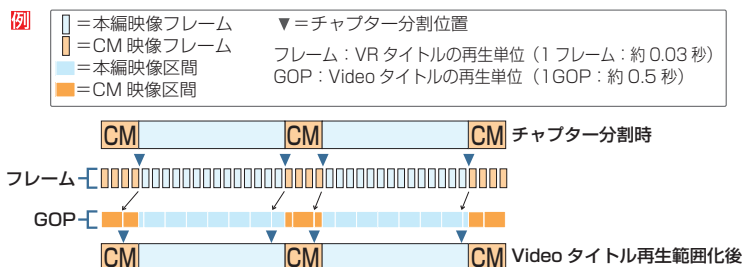 例
=本編映像フレーム ▼=チャプター分割位置
=CM 映像フレーム
フレーム：VR タイトルの再生単位（1 フレーム：約 0.03 秒）
=本編映像区間
GOP：Video タイトルの再生単位（1GOP：約 0.5 秒）
=CM 映像区間
CM CM CM チャプター分割時
フレーム
GOP
CM CM CM Video タイトル再生範囲化後